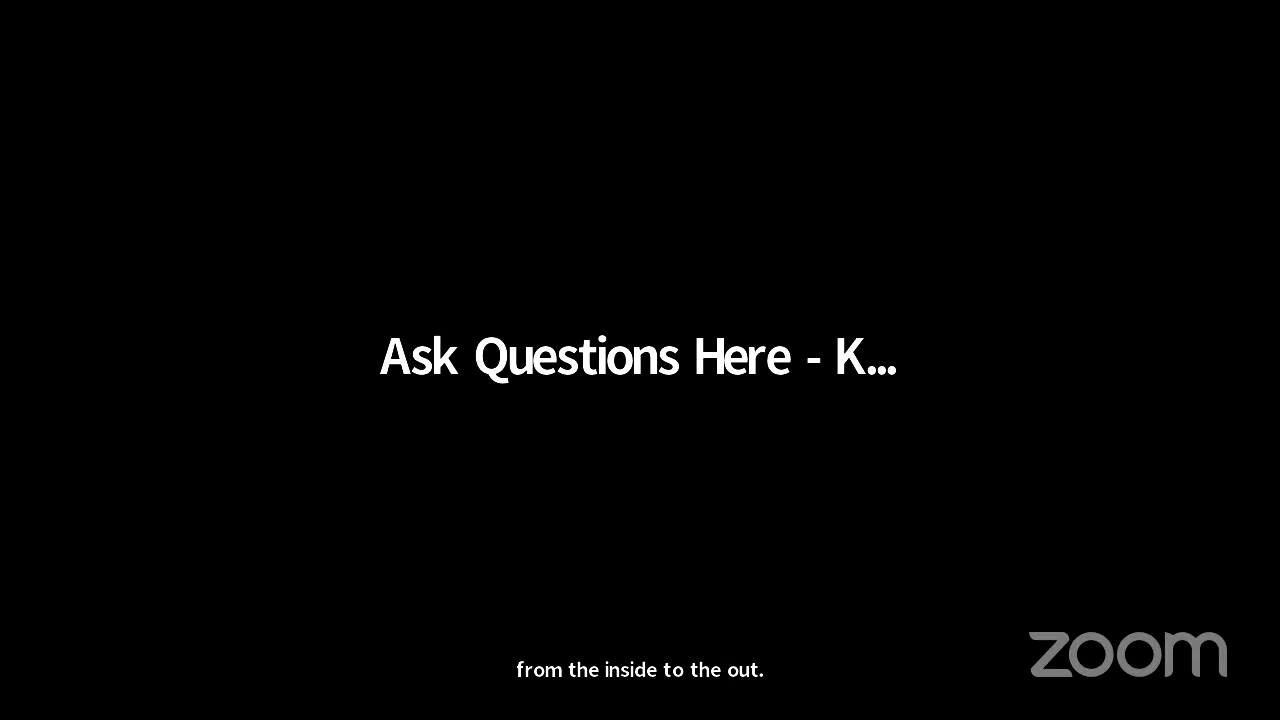 Ask Questions Here - K...
from the inside to the out.
zoom